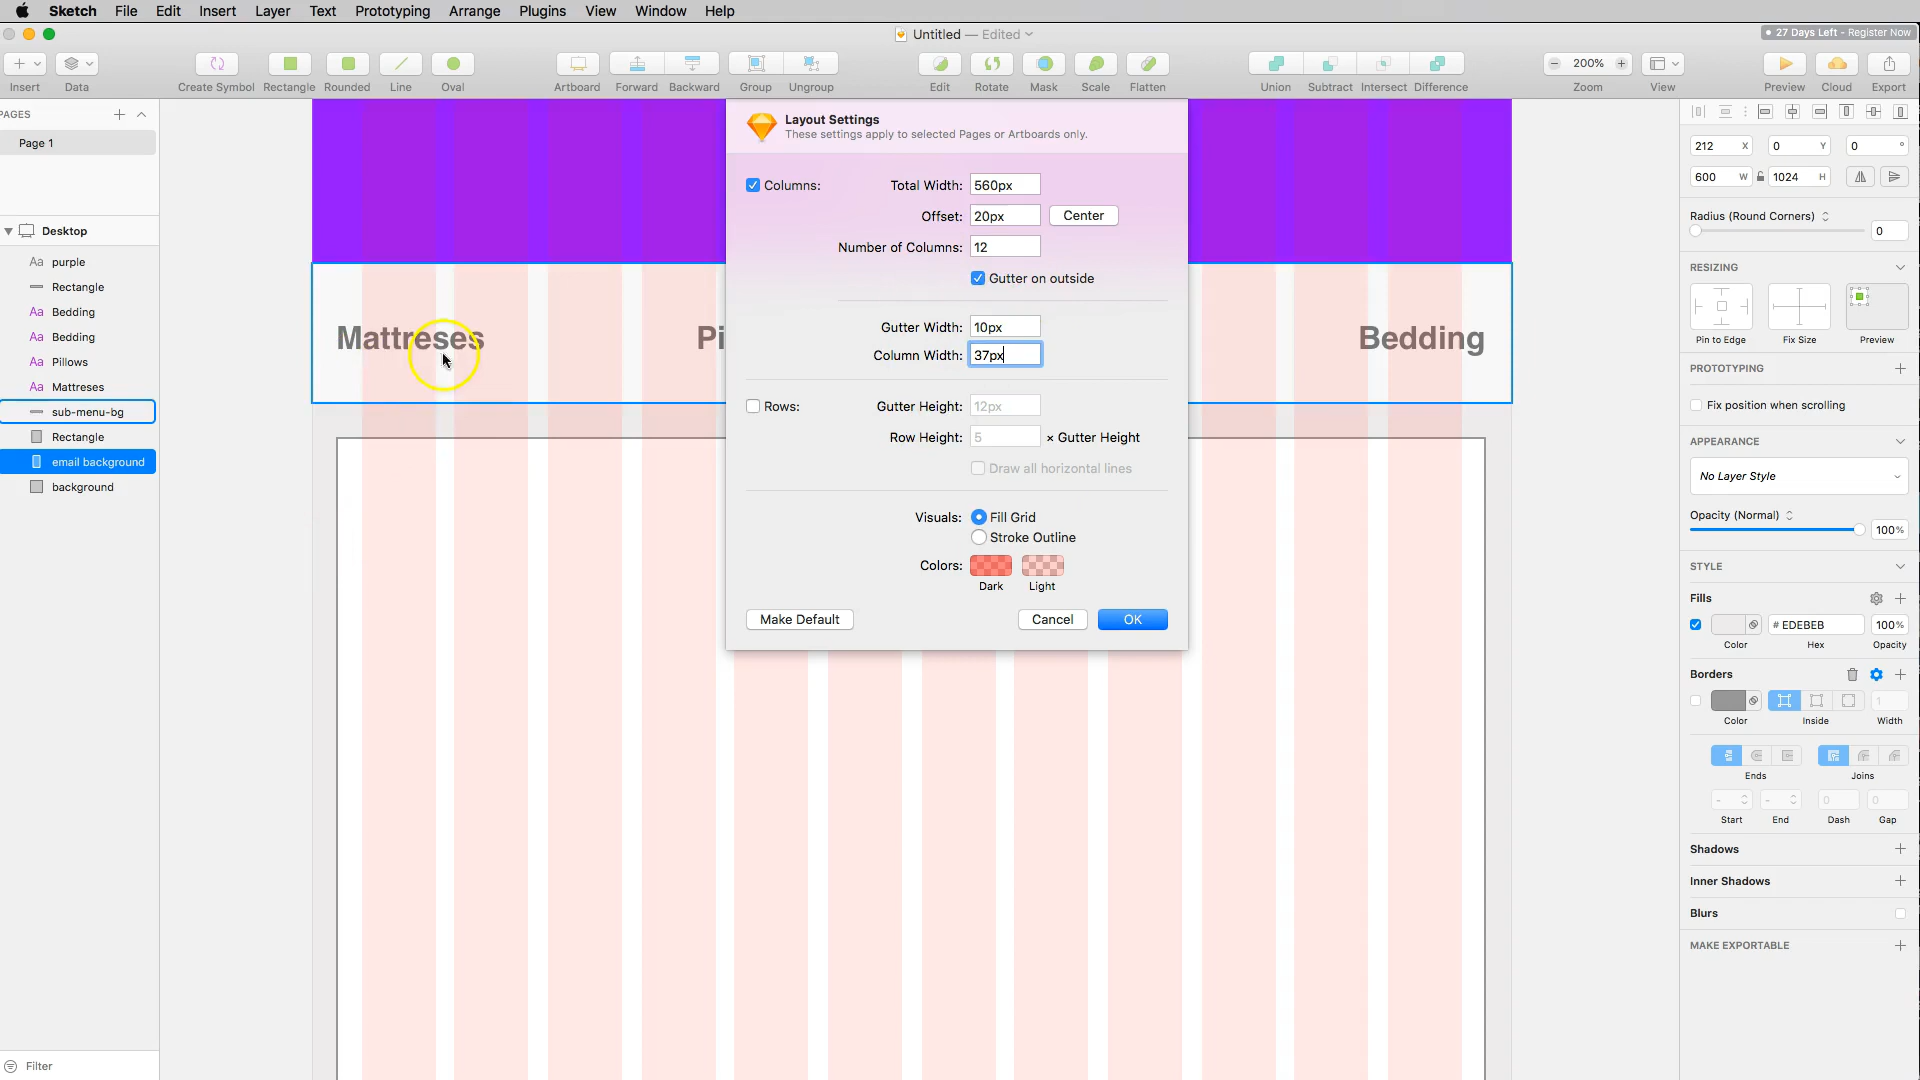 Sketch File Edit Insert Layer Text Prototyping Arrange Plugins View Window Help
Untitled — Edited
27 Days Left - Register Now
Insert Data Create Symbol Rectangle Rounded Line Oval Artboard Forward Backward Group Ungroup Edit Rotate Mask Scale Flatten Union Subtract Intersect Difference 200% Zoom View Preview Cloud Export
PAGES
Page 1
Desktop
Aa purple
Rectangle
Aa Bedding
Aa Bedding
Aa Pillows
Aa Mattreses
sub-menu-bg
Rectangle
email background
background
Filter
Mattreses Pi Bedding
Layout Settings
These settings apply to selected Pages or Artboards only.
Columns: Total Width: 560px
Offset: 20px Center
Number of Columns: 12
Gutter on outside
Gutter Width: 10px
Column Width: 37px
Rows: Gutter Height: 12px
Row Height: 5 × Gutter Height
Draw all horizontal lines
Visuals: Fill Grid
Stroke Outline
Colors:
Dark Light
Make Default Cancel OK
212 X 0 Y 0 °
600 W 1024 H
Radius (Round Corners)
0
RESIZING
Pin to Edge Fix Size Preview
PROTOTYPING
Fix position when scrolling
APPEARANCE
No Layer Style
Opacity (Normal)
100%
STYLE
Fills
# EDEBEB 100%
Color Hex Opacity
Borders
1
Color Inside Width
Ends Joins
- - 0 0
Start End Dash Gap
Shadows
Inner Shadows
Blurs
MAKE EXPORTABLE